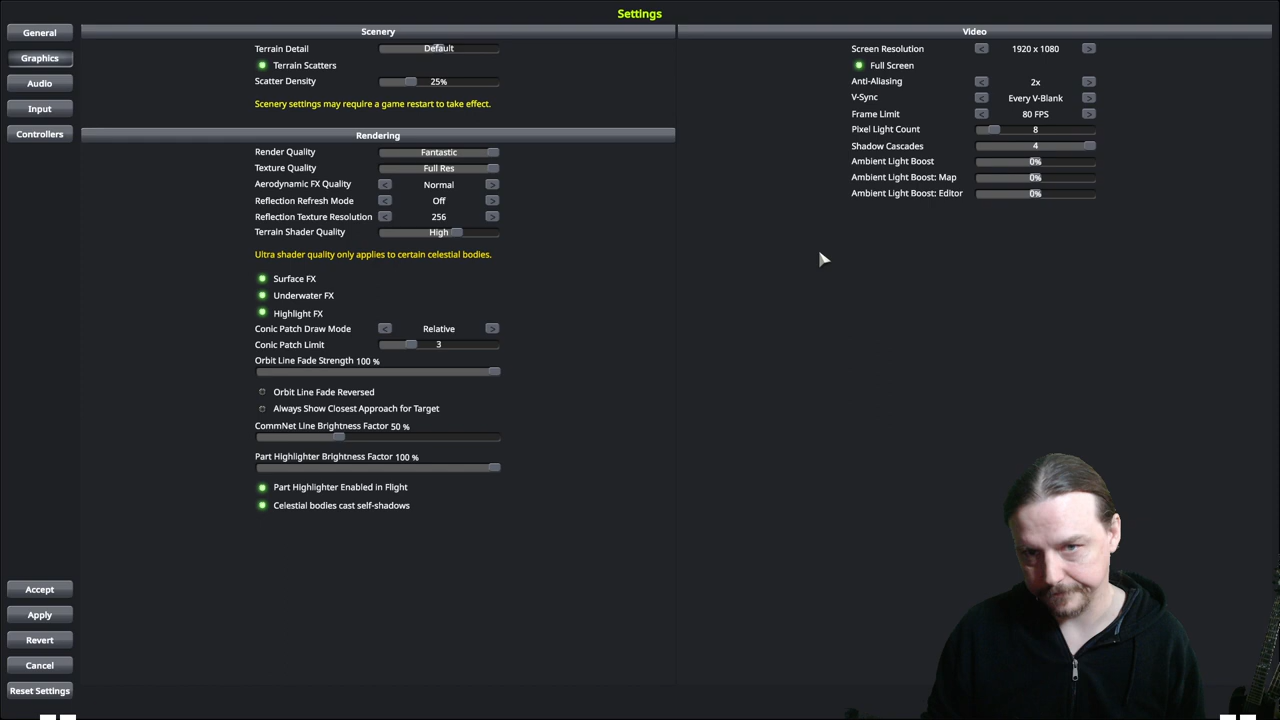 Settings
General
Graphics
Audio
Input
Controllers
Scenery
Terrain Detail Default
Terrain Scatters
Scatter Density 25%
Scenery settings may require a game restart to take effect.
Rendering
Render Quality Fantastic
Texture Quality Full Res
Aerodynamic FX Quality < Normal >
Reflection Refresh Mode < Off >
Reflection Texture Resolution < 256 >
Terrain Shader Quality High
Ultra shader quality only applies to certain celestial bodies.
Surface FX
Underwater FX
Highlight FX
Conic Patch Draw Mode < Relative >
Conic Patch Limit 3
Orbit Line Fade Strength 100 %
Orbit Line Fade Reversed
Always Show Closest Approach for Target
CommNet Line Brightness Factor 50 %
Part Highlighter Brightness Factor 100 %
Part Highlighter Enabled in Flight
Celestial bodies cast self-shadows
Video
Screen Resolution < 1920 x 1080 >
Full Screen
Anti-Aliasing < 2x >
V-Sync < Every V-Blank >
Frame Limit < 80 FPS >
Pixel Light Count 8
Shadow Cascades 4
Ambient Light Boost 0%
Ambient Light Boost: Map 0%
Ambient Light Boost: Editor 0%
Accept
Apply
Revert
Cancel
Reset Settings